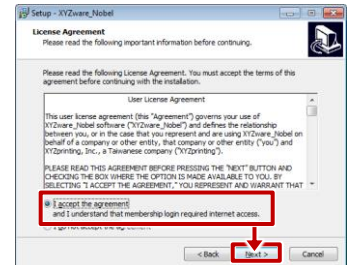 Setup - XYZware_Nobel
License Agreement
Please read the following important information before continuing.
Please read the following License Agreement. You must accept the terms of this
agreement before continuing with the installation.
User License Agreement
This user license agreement (this "Agreement") governs your use of
XYZware_Nobel software ("XYZware_Nobel") and defines the relationship
between you, or in the case that you represent and are using XYZware_Nobel on
behalf of a company or other entity, that company or other entity ("you") and
XYZprinting, Inc., a Taiwanese company ("XYZprinting").
PLEASE READ THIS AGREEMENT BEFORE PRESSING THE "NEXT" BUTTON AND
CHECKING THE BOX WHERE THE OPTION IS MADE AVAILABLE TO YOU. BY
SELECTING "I ACCEPT THE AGREEMENT," YOU REPRESENT AND WARRANT THAT
I accept the agreement
and I understand that membership login required internet access.
< Back
Next >
Cancel